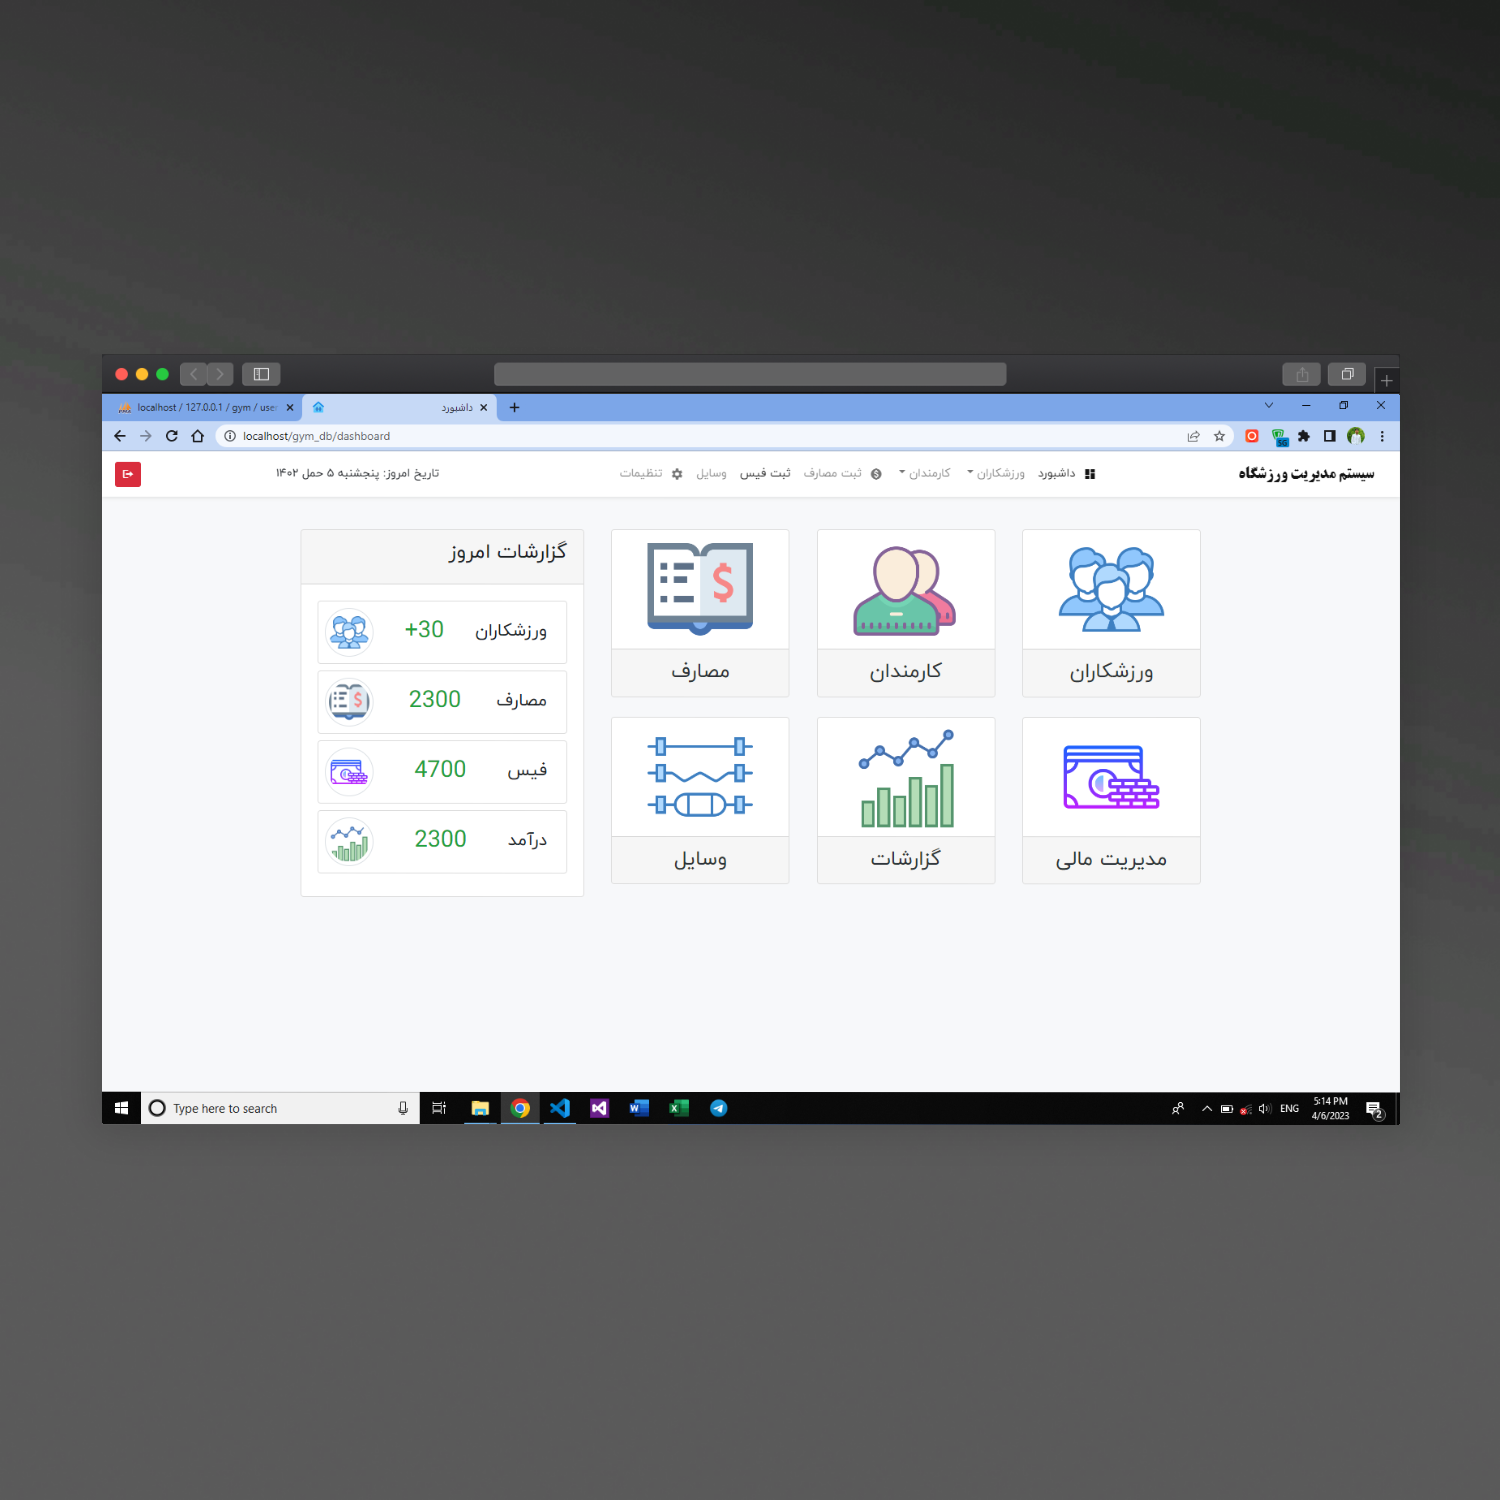 localhost / 127.0.0.1 / gym / use
داشبورد
localhost/gym_db/dashboard
سیستم مدیریت ورزشگاه
داشبورد ورزشکاران کارمندان ثبت مصارف ثبت فیس وسایل تنظیمات
تاریخ امروز: پنجشنبه ۵ حمل ۱۴۰۲
ورزشکاران
کارمندان
مصارف
مدیریت مالی
گزارشات
وسایل
گزارشات امروز
ورزشکاران +30
مصارف 2300
فیس 4700
درآمد 2300
Type here to search
ENG
5:14 PM
4/6/2023
2